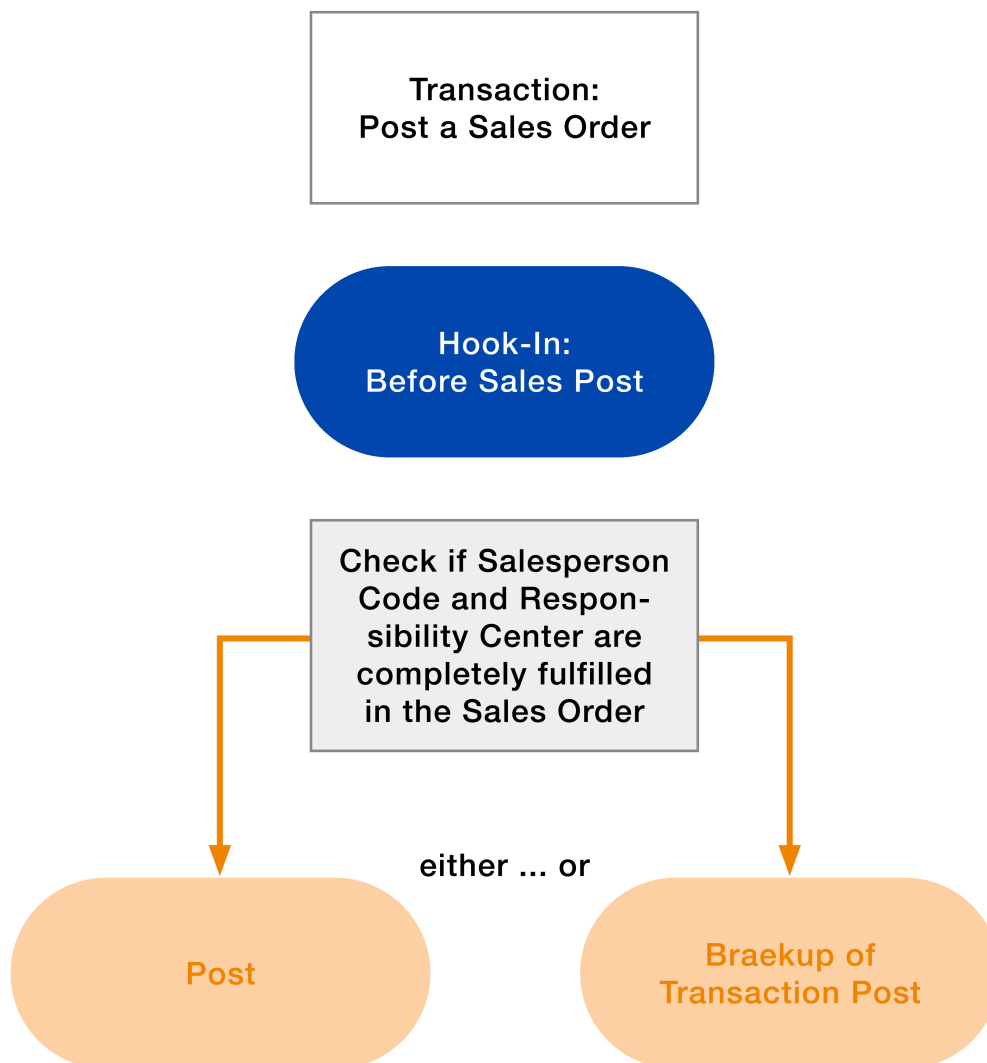 Transaction:
Post a Sales Order
Hook-In:
Before Sales Post
Check if Salesperson
Code and Respon-
sibility Center are
completely fulfilled
in the Sales Order
either ... or
Post
Braekup of
Transaction Post